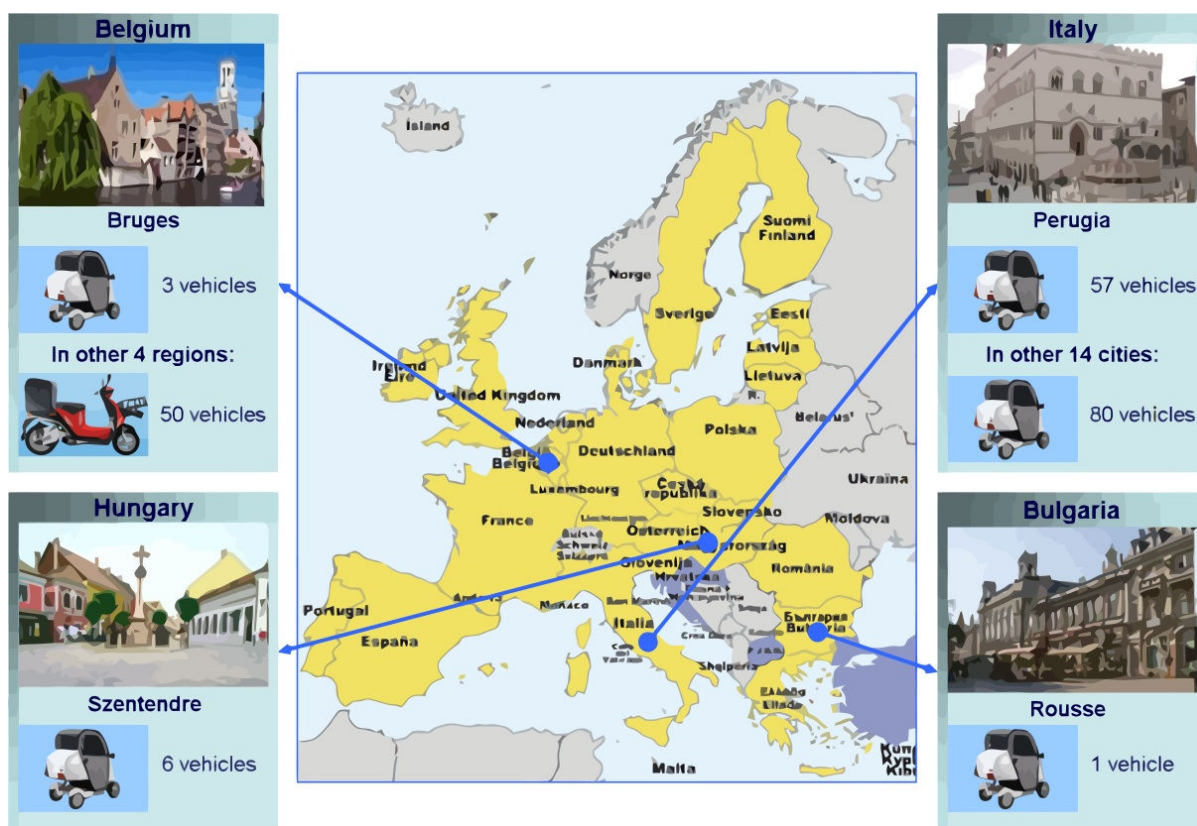 Belgium
Bruges
3 vehicles
In other 4 regions:
50 vehicles
Hungary
Szentendre
6 vehicles
Ísland
Suomi
Finland
Norge
Sverige
Eesti
Latvija
Lietuva
Danmark
Ireland
Éire
United Kingdom
Nederland
Belarus'
Polska
Deutschland
België
Belgique
Luxembourg
Česká
republika
Ukraïna
Slovensko
France
Österreich
Moldova
Slovenija
România
Hrvatska
Portugal
España
Monaco
Italia
България
Bulgaria
Shqipëria
Malta
Italy
Perugia
57 vehicles
In other 14 cities:
80 vehicles
Bulgaria
Rousse
1 vehicle